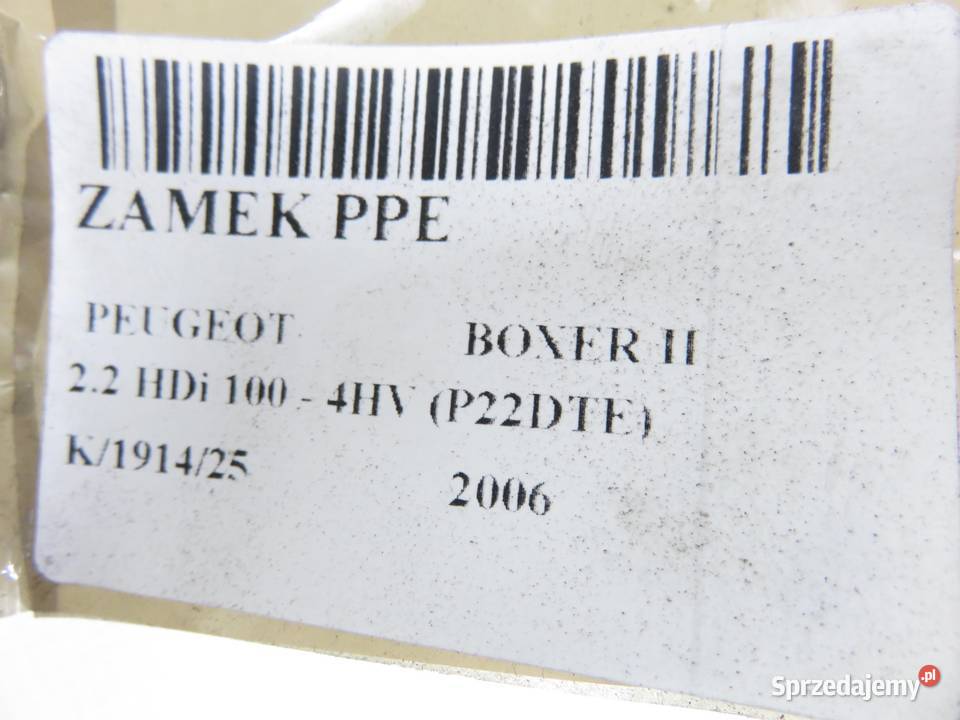 ZAMEK PPE
PEUGEOT BOXER II
2.2 HDi 100 - 4HV (P22DTE)
K/1914/25 2006
Sprzedajemy.pl